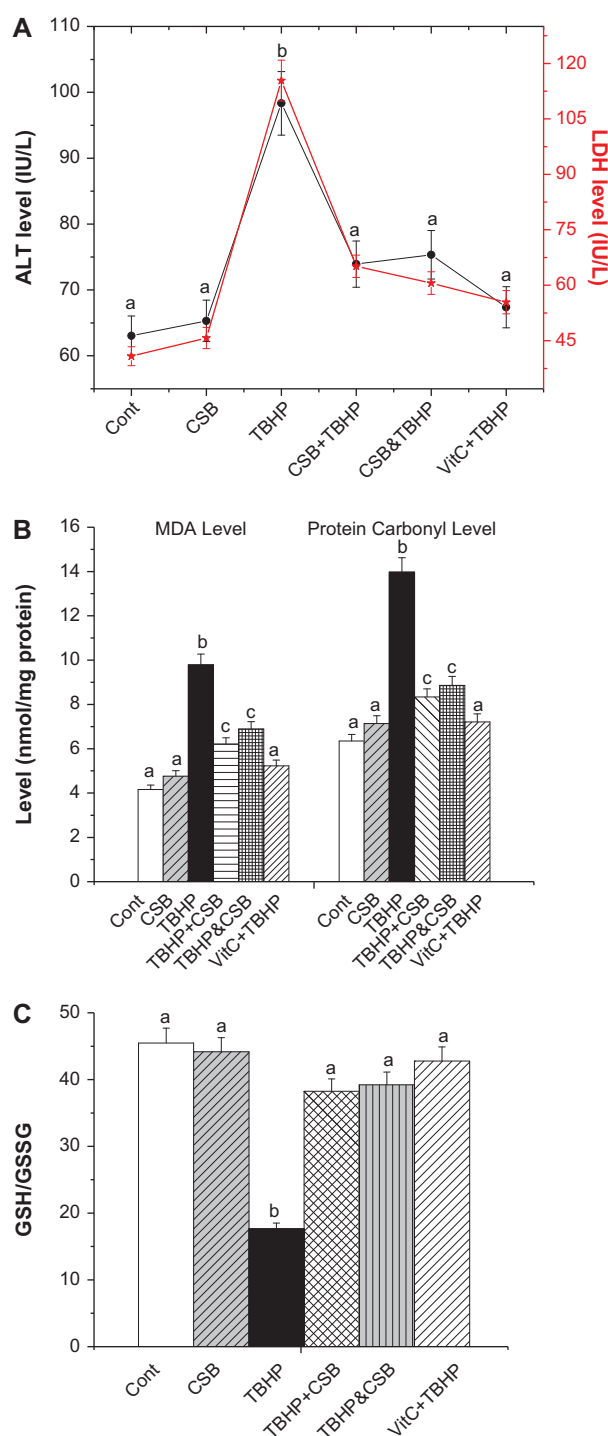 A
ALT level (IU/L)
110
100
90
80
70
60
LDH level (IU/L)
120
105
90
75
60
45
a
a
b
a
a
a
Cont
CSB
TBHP
CSB+TBHP
CSB&TBHP
VitC+TBHP
B
Level (nmol/mg protein)
16
14
12
10
8
6
4
2
0
MDA Level
Protein Carbonyl Level
a
a
b
c
c
a
a
a
b
c
c
a
Cont
CSB
TBHP
TBHP+CSB
TBHP&CSB
VitC+TBHP
Cont
CSB
TBHP
TBHP+CSB
TBHP&CSB
VitC+TBHP
C
GSH/GSSG
50
40
30
20
10
0
a
a
b
a
a
a
Cont
CSB
TBHP
TBHP+CSB
TBHP&CSB
VitC+TBHP